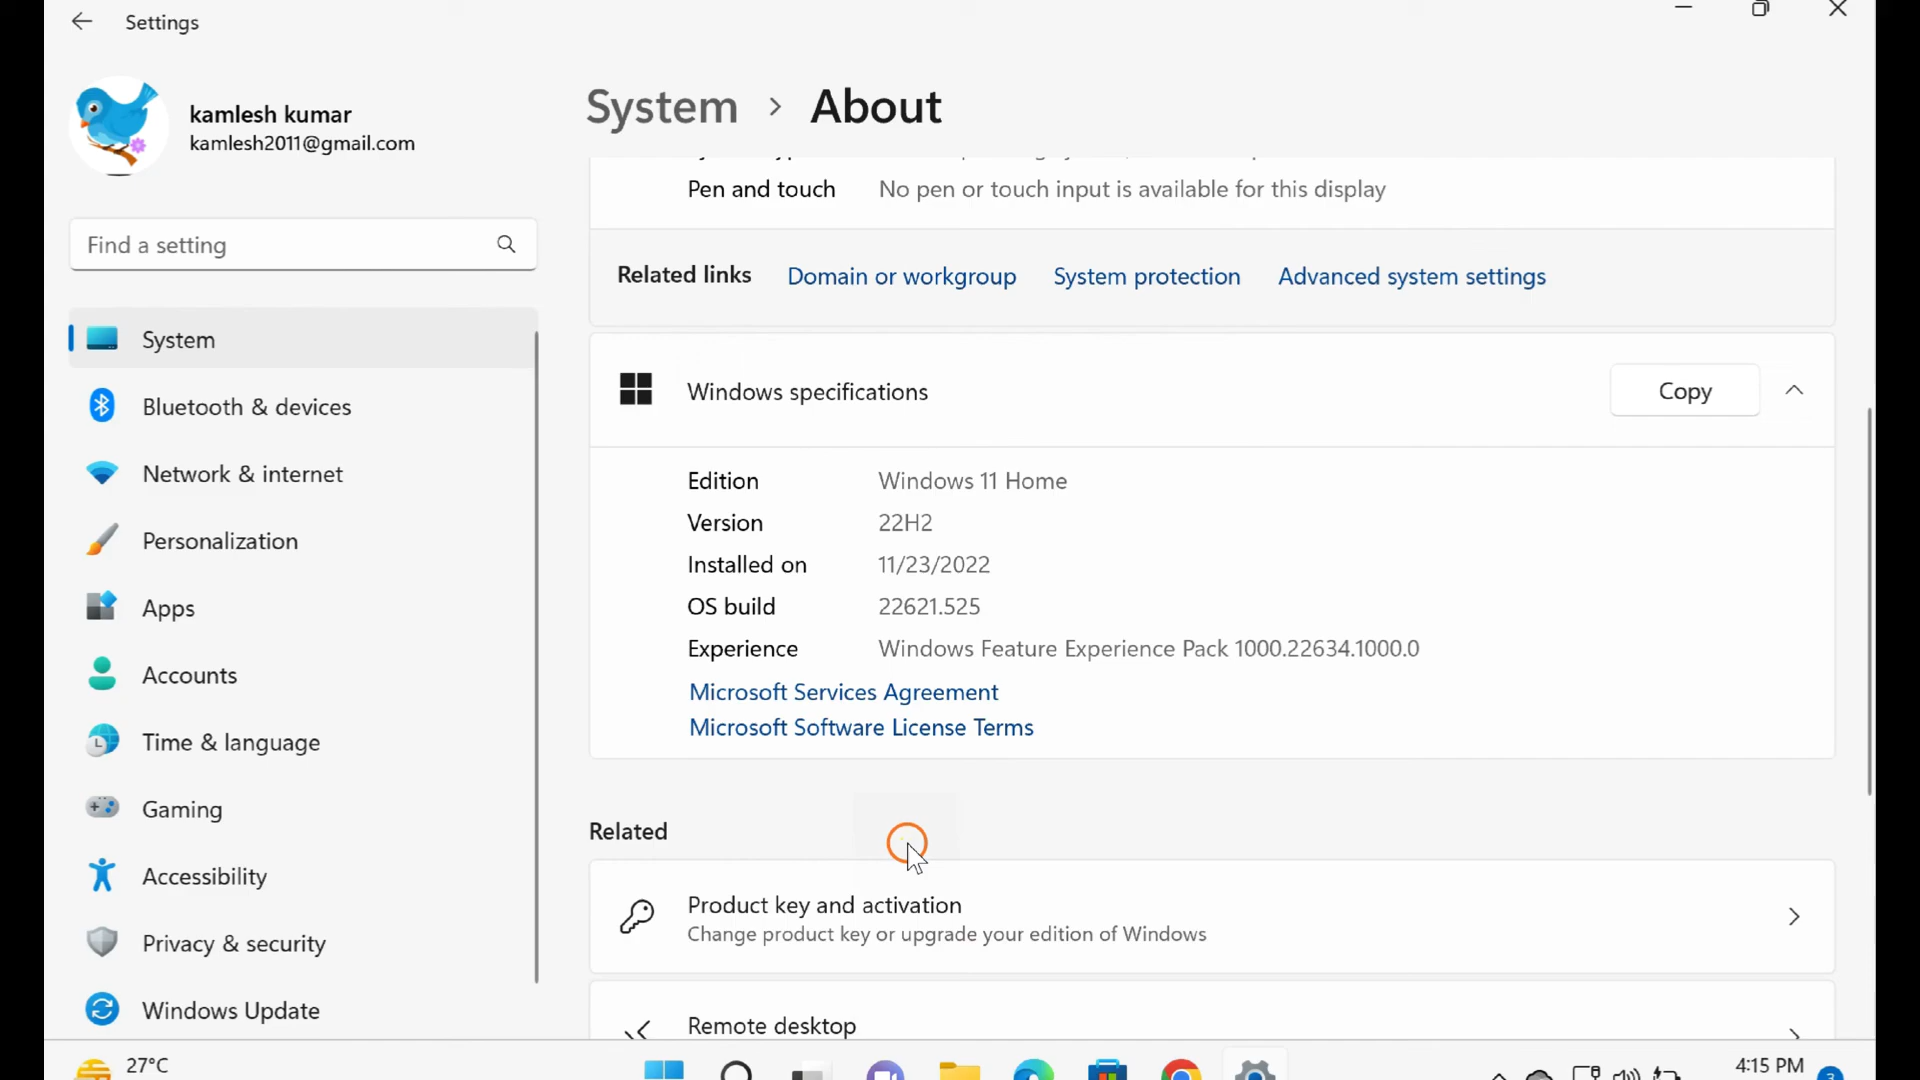 Settings
kamlesh kumar
kamlesh2011@gmail.com
System > About
Find a setting
Pen and touch No pen or touch input is available for this display
Related links Domain or workgroup System protection Advanced system settings
System
Bluetooth & devices
Network & internet
Personalization
Apps
Accounts
Time & language
Gaming
Accessibility
Privacy & security
Windows Update
Windows specifications Copy
Edition Windows 11 Home
Version 22H2
Installed on 11/23/2022
OS build 22621.525
Experience Windows Feature Experience Pack 1000.22634.1000.0
Microsoft Services Agreement
Microsoft Software License Terms
Related
Product key and activation
Change product key or upgrade your edition of Windows
Remote desktop
27°C
4:15 PM